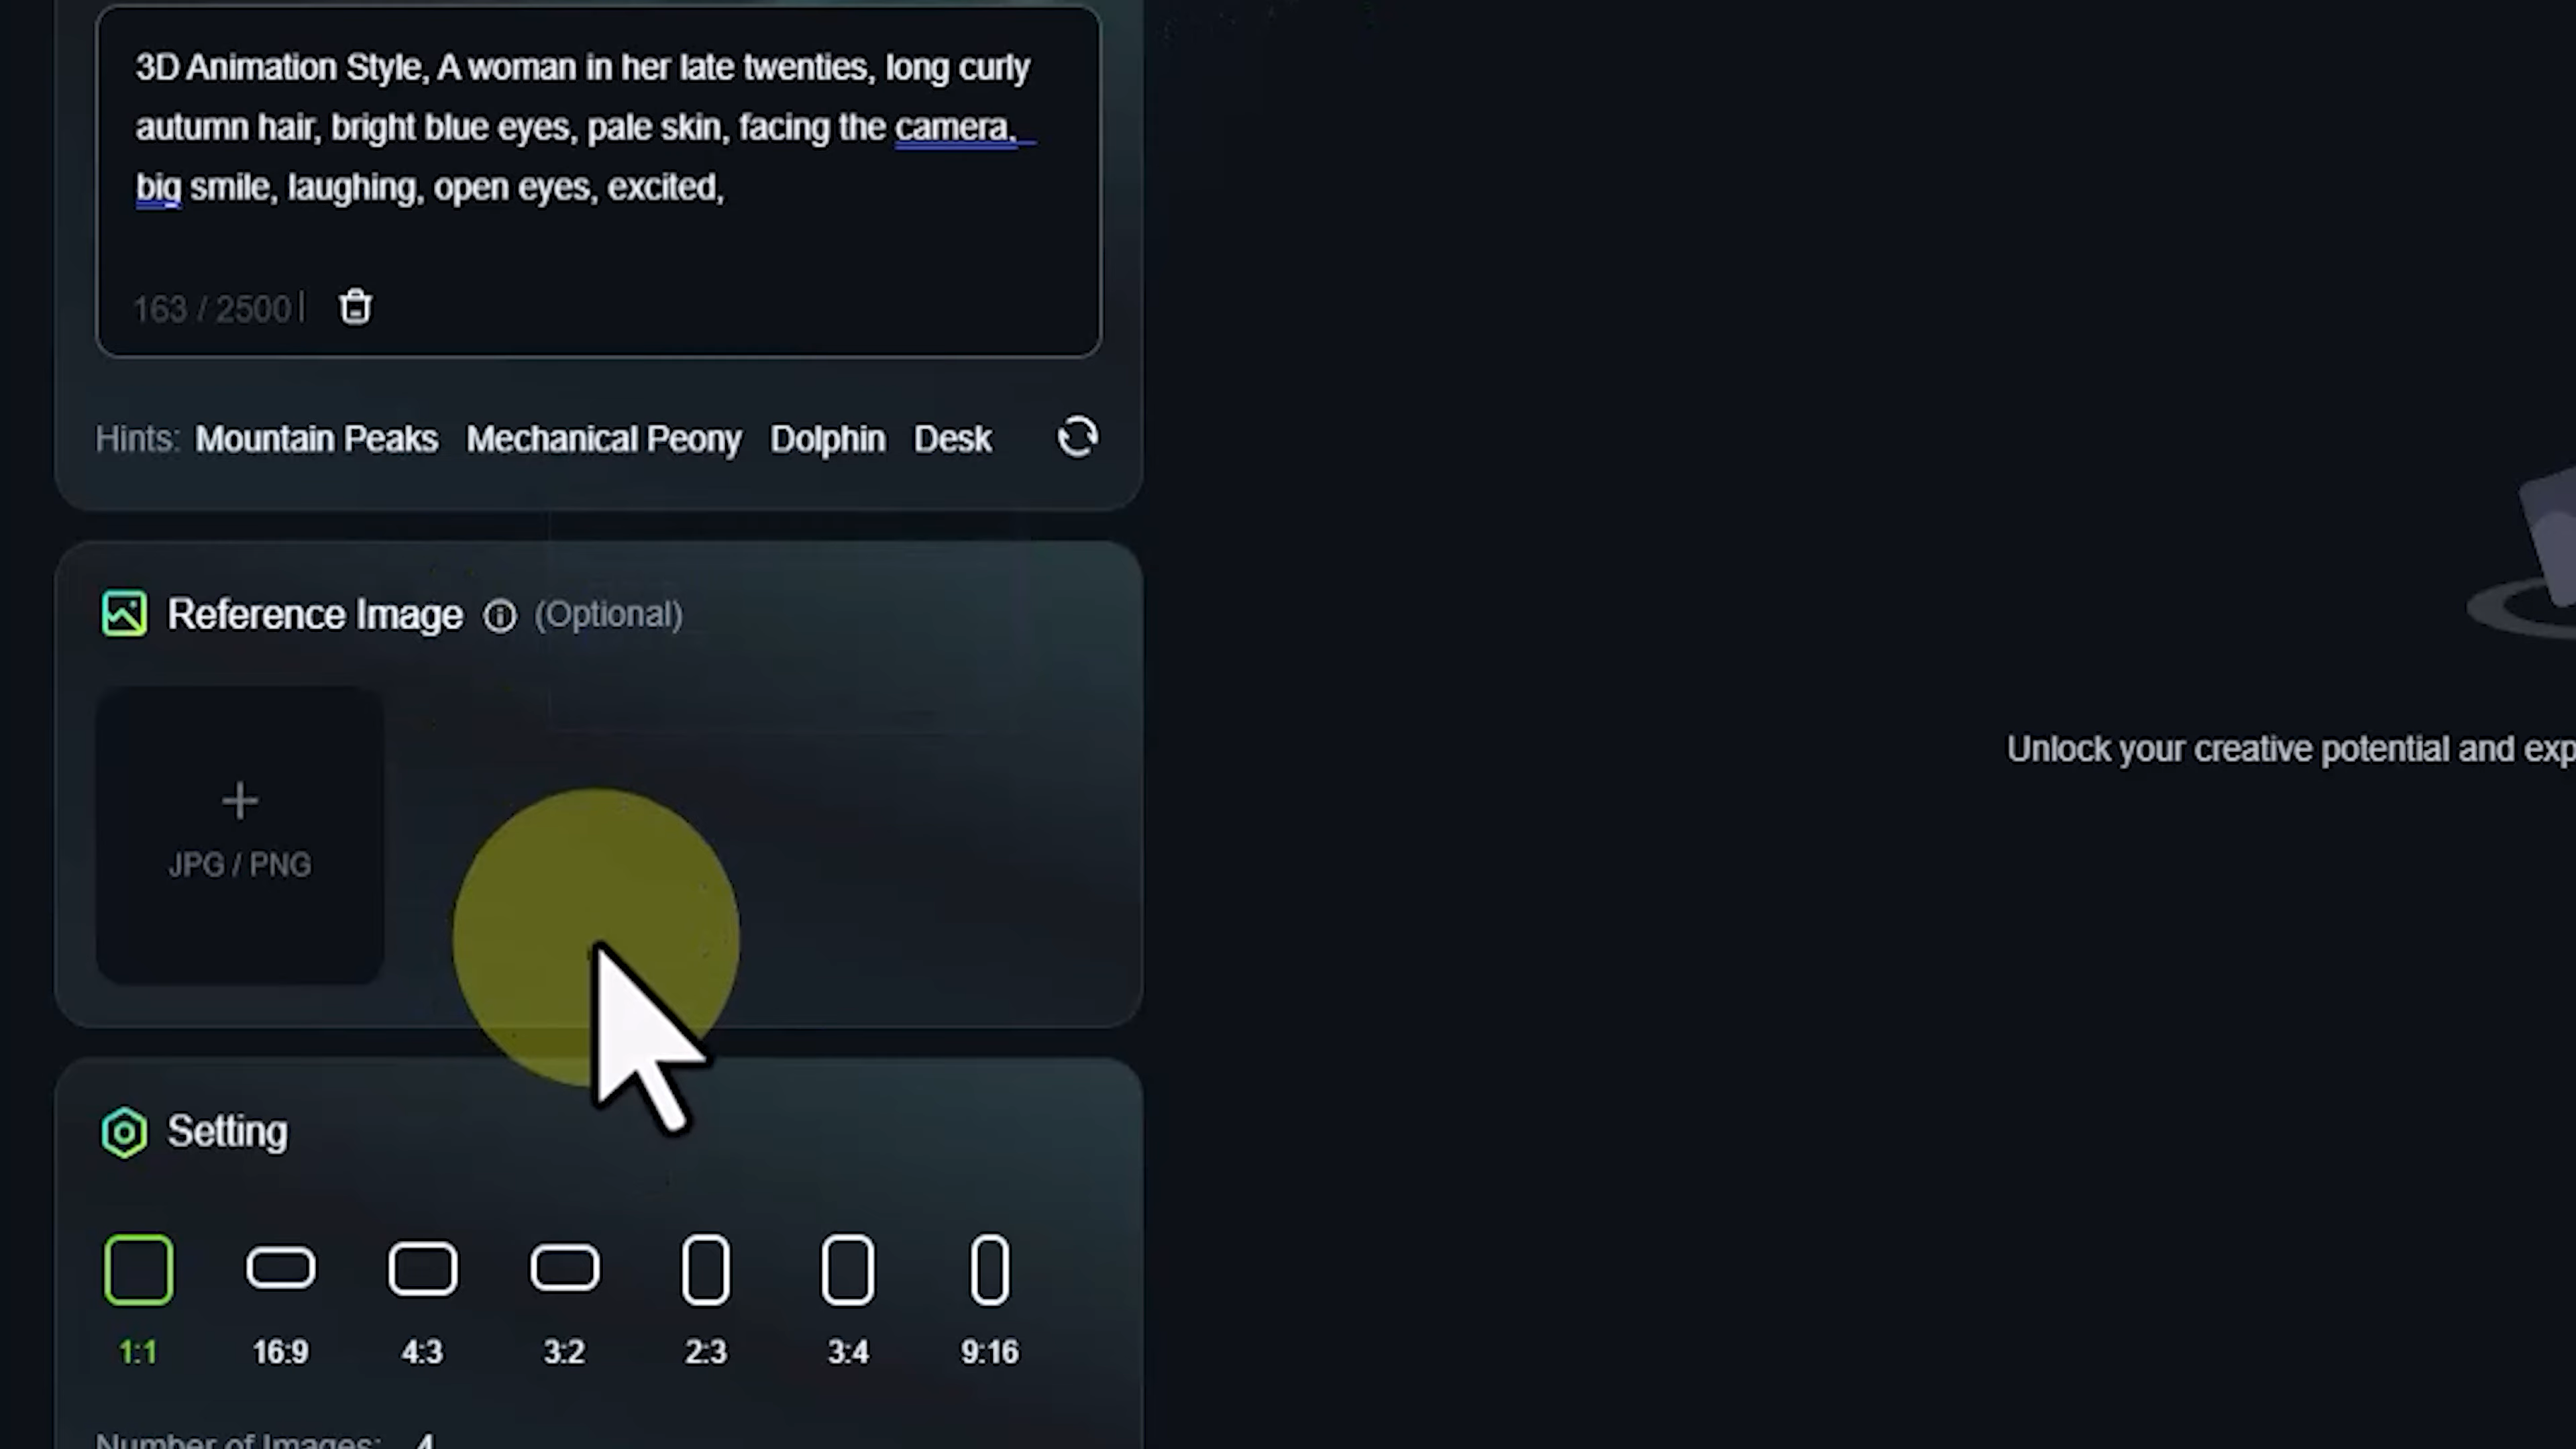 3D Animation Style, A woman in her late twenties, long curly
autumn hair, bright blue eyes, pale skin, facing the camera,
big smile, laughing, open eyes, excited,
163 / 2500
Hints: Mountain Peaks Mechanical Peony Dolphin Desk
Reference Image (Optional)
JPG / PNG
Unlock your creative potential and exp
Setting
1:1 16:9 4:3 3:2 2:3 3:4 9:16
Number of Images: 4